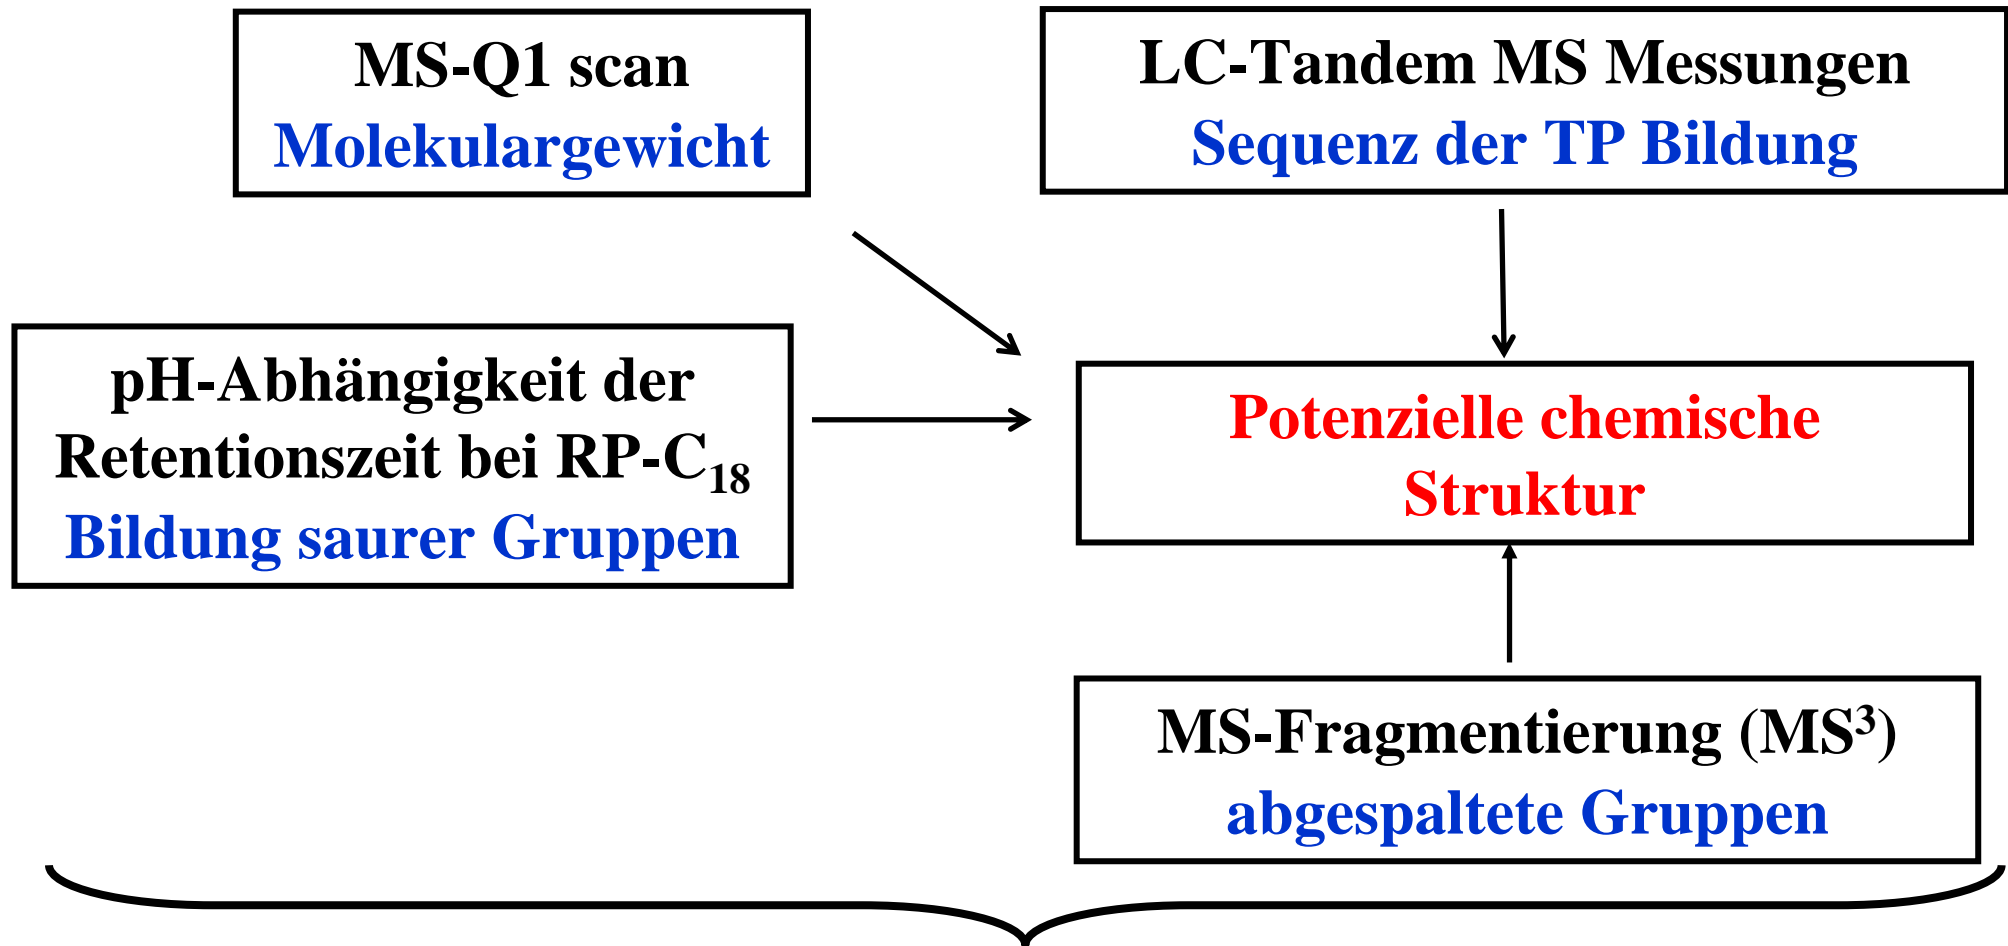 MS-Q1 scan
Molekulargewicht
LC-Tandem MS Messungen
Sequenz der TP Bildung
pH-Abhängigkeit der
Retentionszeit bei RP-C₁₈
Bildung saurer Gruppen
Potenzielle chemische
Struktur
MS-Fragmentierung (MS³)
abgespaltete Gruppen